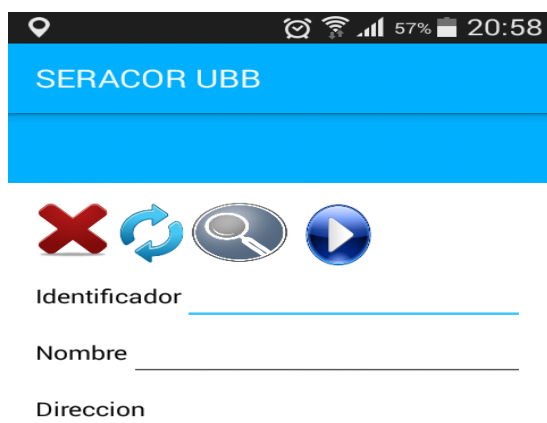 57% 20:58
SERACOR UBB
Identificador
Nombre
Direccion